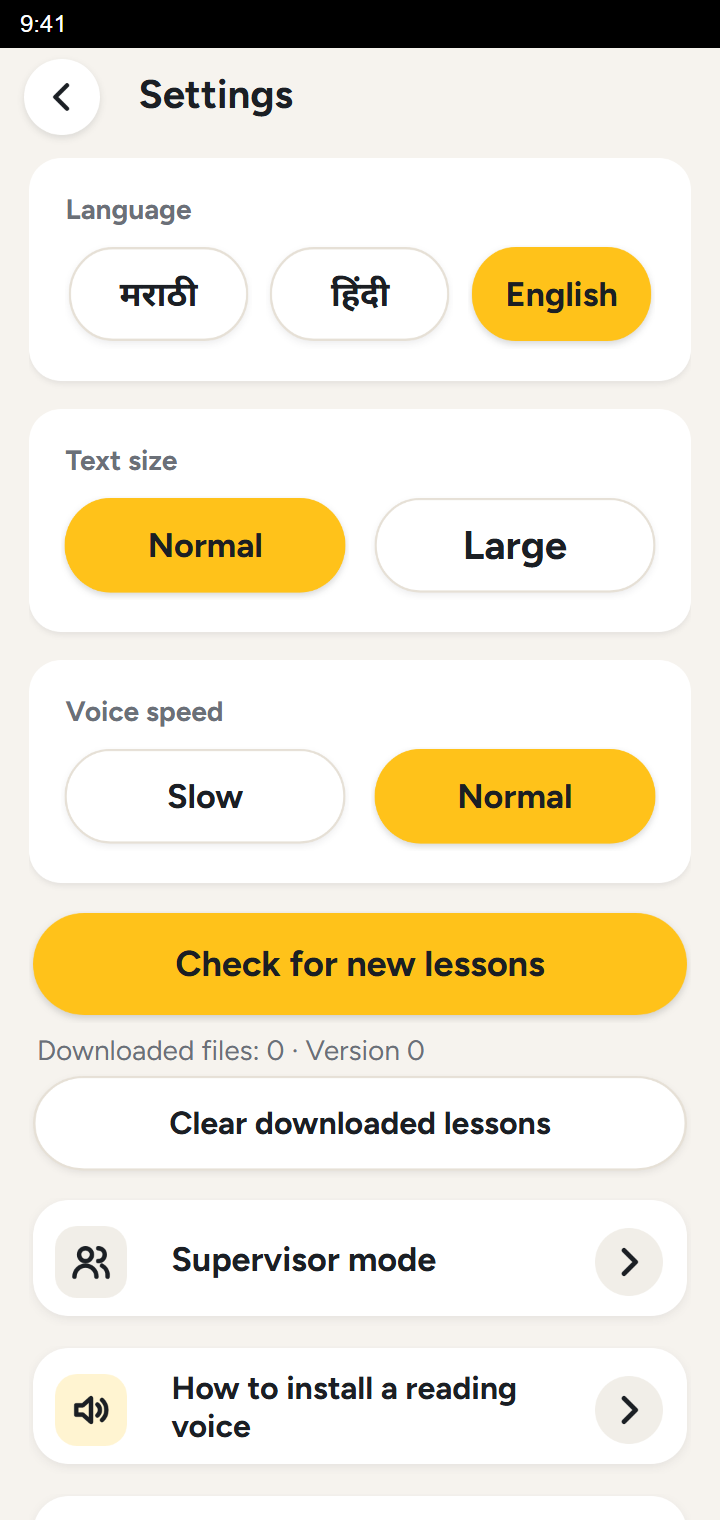 9:41
Settings
Language
मराठी
हिंदी
English
Text size
Normal
Large
Voice speed
Slow
Normal
Check for new lessons
Downloaded files: 0 · Version 0
Clear downloaded lessons
Supervisor mode
How to install a reading
voice